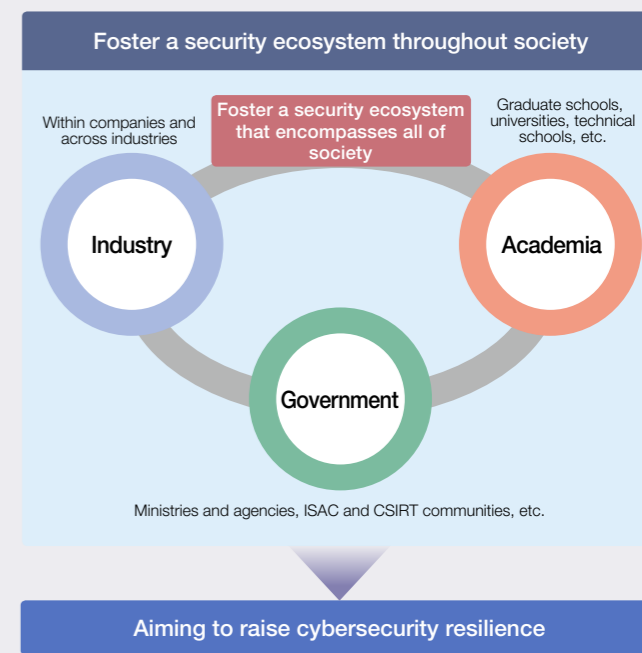 Foster a security ecosystem throughout society
Within companies and
across industries
Foster a security ecosystem
that encompasses all of
society
Graduate schools,
universities, technical
schools, etc.
Industry
Academia
Government
Ministries and agencies, ISAC and CSIRT communities, etc.
Aiming to raise cybersecurity resilience